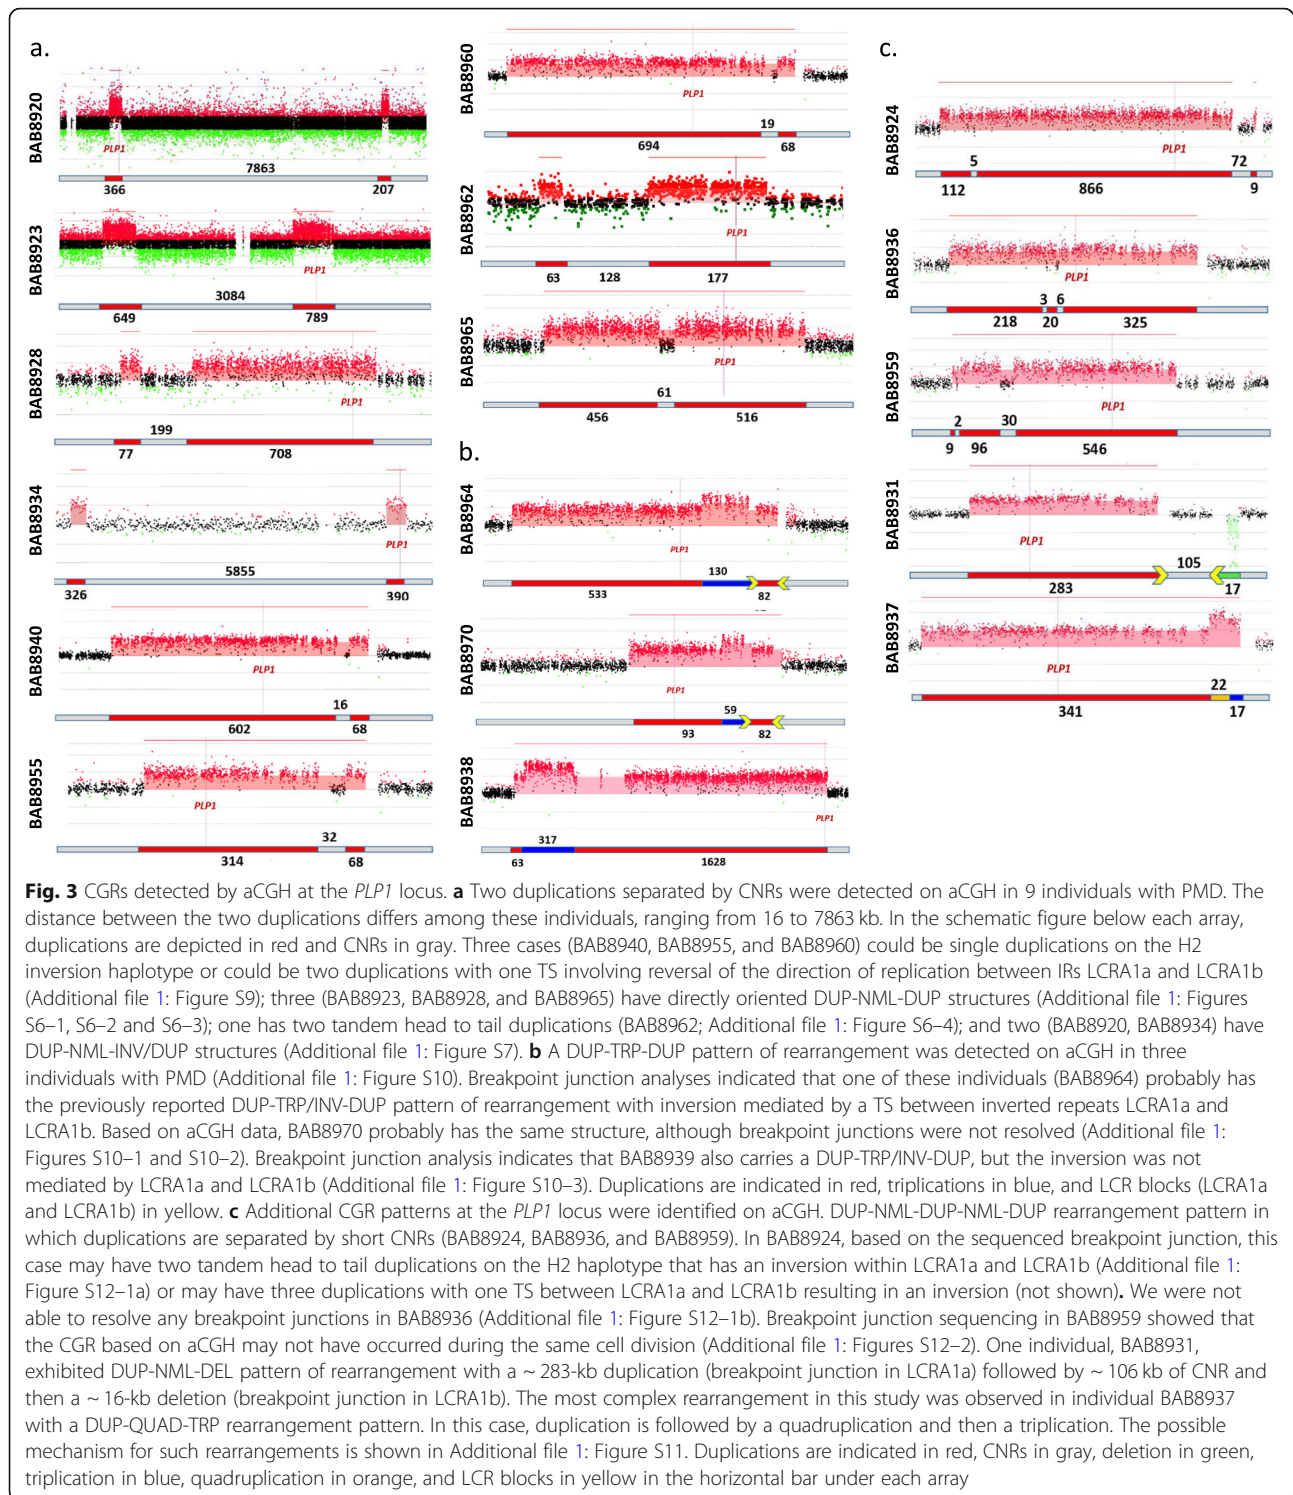 a.
BAB8920
PLP1
7863
366
207
BAB8923
PLP1
3084
649
789
BAB8928
PLP1
199
77
708
BAB8934
PLP1
5855
326
390
BAB8940
PLP1
16
602
68
BAB8955
PLP1
32
314
68
BAB8960
PLP1
19
694
68
BAB8962
PLP1
63
128
177
BAB8965
PLP1
61
456
516
b.
BAB8964
PLP1
130
533
82
BAB8970
PLP1
59
93
82
BAB8938
PLP1
317
63
1628
c.
BAB8924
PLP1
5
72
112
866
9
BAB8936
PLP1
3
6
218
20
325
BAB8959
PLP1
2
30
9
96
546
BAB8931
PLP1
105
283
17
BAB8937
PLP1
22
341
17
Fig. 3 CGRs detected by aCGH at the PLP1 locus. a Two duplications separated by CNRs were detected on aCGH in 9 individuals with PMD. The
distance between the two duplications differs among these individuals, ranging from 16 to 7863 kb. In the schematic figure below each array,
duplications are depicted in red and CNRs in gray. Three cases (BAB8940, BAB8955, and BAB8960) could be single duplications on the H2
inversion haplotype or could be two duplications with one TS involving reversal of the direction of replication between IRs LCRA1a and LCRA1b
(Additional file 1: Figure S9); three (BAB8923, BAB8928, and BAB8965) have directly oriented DUP-NML-DUP structures (Additional file 1: Figures
S6–1, S6–2 and S6–3); one has two tandem head to tail duplications (BAB8962; Additional file 1: Figure S6–4); and two (BAB8920, BAB8934) have
DUP-NML-INV/DUP structures (Additional file 1: Figure S7). b A DUP-TRP-DUP pattern of rearrangement was detected on aCGH in three
individuals with PMD (Additional file 1: Figure S10). Breakpoint junction analyses indicated that one of these individuals (BAB8964) probably has
the previously reported DUP-TRP/INV-DUP pattern of rearrangement with inversion mediated by a TS between inverted repeats LCRA1a and
LCRA1b. Based on aCGH data, BAB8970 probably has the same structure, although breakpoint junctions were not resolved (Additional file 1:
Figures S10–1 and S10–2). Breakpoint junction analysis indicates that BAB8939 also carries a DUP-TRP/INV-DUP, but the inversion was not
mediated by LCRA1a and LCRA1b (Additional file 1: Figure S10–3). Duplications are indicated in red, triplications in blue, and LCR blocks (LCRA1a
and LCRA1b) in yellow. c Additional CGR patterns at the PLP1 locus were identified on aCGH. DUP-NML-DUP-NML-DUP rearrangement pattern in
which duplications are separated by short CNRs (BAB8924, BAB8936, and BAB8959). In BAB8924, based on the sequenced breakpoint junction, this
case may have two tandem head to tail duplications on the H2 haplotype that has an inversion within LCRA1a and LCRA1b (Additional file 1:
Figure S12–1a) or may have three duplications with one TS between LCRA1a and LCRA1b resulting in an inversion (not shown). We were not
able to resolve any breakpoint junctions in BAB8936 (Additional file 1: Figure S12–1b). Breakpoint junction sequencing in BAB8959 showed that
the CGR based on aCGH may not have occurred during the same cell division (Additional file 1: Figures S12–2). One individual, BAB8931,
exhibited DUP-NML-DEL pattern of rearrangement with a ~ 283-kb duplication (breakpoint junction in LCRA1a) followed by ~ 106 kb of CNR and
then a ~ 16-kb deletion (breakpoint junction in LCRA1b). The most complex rearrangement in this study was observed in individual BAB8937
with a DUP-QUAD-TRP rearrangement pattern. In this case, duplication is followed by a quadruplication and then a triplication. The possible
mechanism for such rearrangements is shown in Additional file 1: Figure S11. Duplications are indicated in red, CNRs in gray, deletion in green,
triplication in blue, quadruplication in orange, and LCR blocks in yellow in the horizontal bar under each array